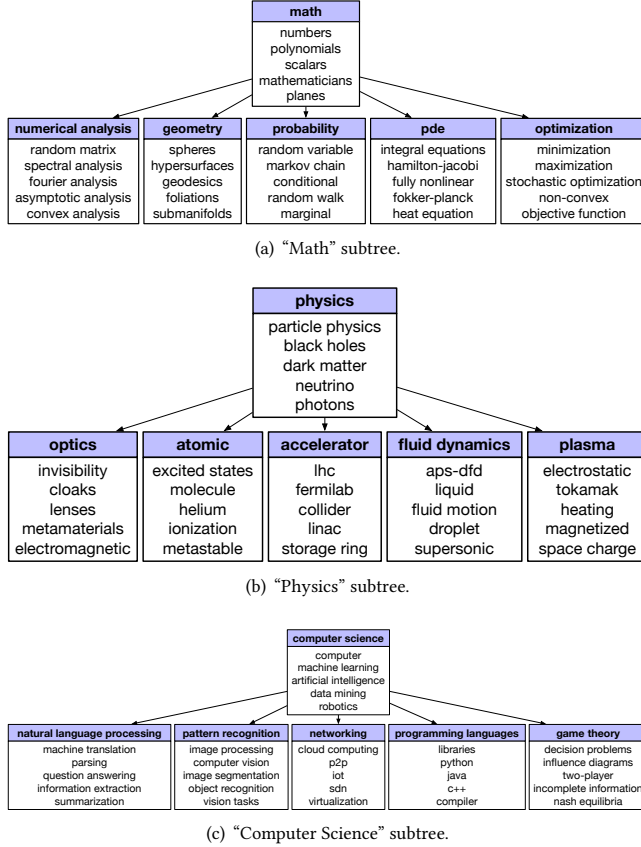 math
numbers
polynomials
scalars
mathematicians
planes
numerical analysis
random matrix
spectral analysis
fourier analysis
asymptotic analysis
convex analysis
geometry
spheres
hypersurfaces
geodesics
foliations
submanifolds
probability
random variable
markov chain
conditional
random walk
marginal
pde
integral equations
hamilton-jacobi
fully nonlinear
fokker-planck
heat equation
optimization
minimization
maximization
stochastic optimization
non-convex
objective function
(a) “Math” subtree.
physics
particle physics
black holes
dark matter
neutrino
photons
optics
invisibility
cloaks
lenses
metamaterials
electromagnetic
atomic
excited states
molecule
helium
ionization
metastable
accelerator
lhc
fermilab
collider
linac
storage ring
fluid dynamics
aps-dfd
liquid
fluid motion
droplet
supersonic
plasma
electrostatic
tokamak
heating
magnetized
space charge
(b) “Physics” subtree.
computer science
computer
machine learning
artificial intelligence
data mining
robotics
natural language processing
machine translation
parsing
question answering
information extraction
summarization
pattern recognition
image processing
computer vision
image segmentation
object recognition
vision tasks
networking
cloud computing
p2p
iot
sdn
virtualization
programming languages
libraries
python
java
c++
compiler
game theory
decision problems
influence diagrams
two-player
incomplete information
nash equilibria
(c) “Computer Science” subtree.